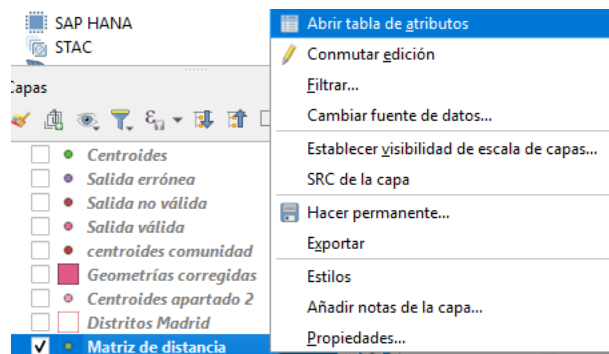 SAP HANA
STAC
Capas
Centroides
Salida errónea
Salida no válida
Salida válida
centroides comunidad
Geometrías corregidas
Centroides apartado 2
Distritos Madrid
Matriz de distancia
Abrir tabla de atributos
Conmutar edición
Filtrar...
Cambiar fuente de datos...
Establecer visibilidad de escala de capas...
SRC de la capa
Hacer permanente...
Exportar
Estilos
Añadir notas de la capa...
Propiedades...